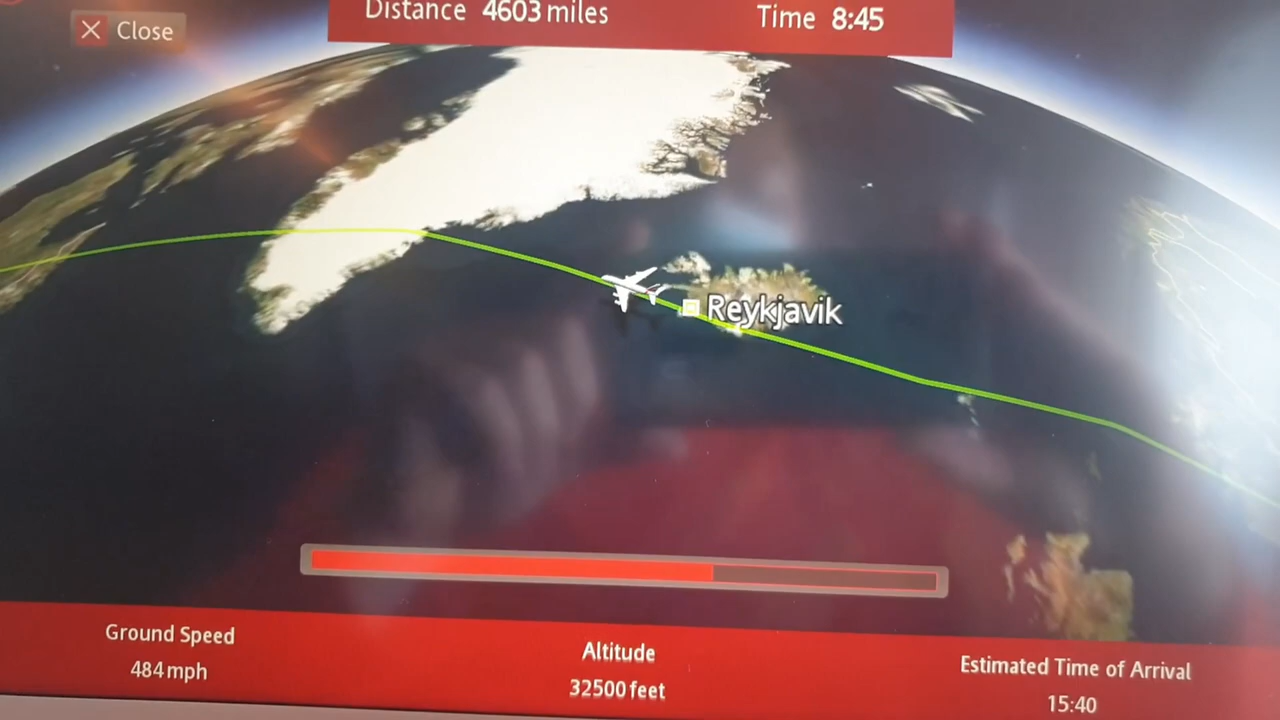 Close
Distance 4603 miles
Time 8:45
Reykjavik
Ground Speed
484 mph
Altitude
32500 feet
Estimated Time of Arrival
15:40